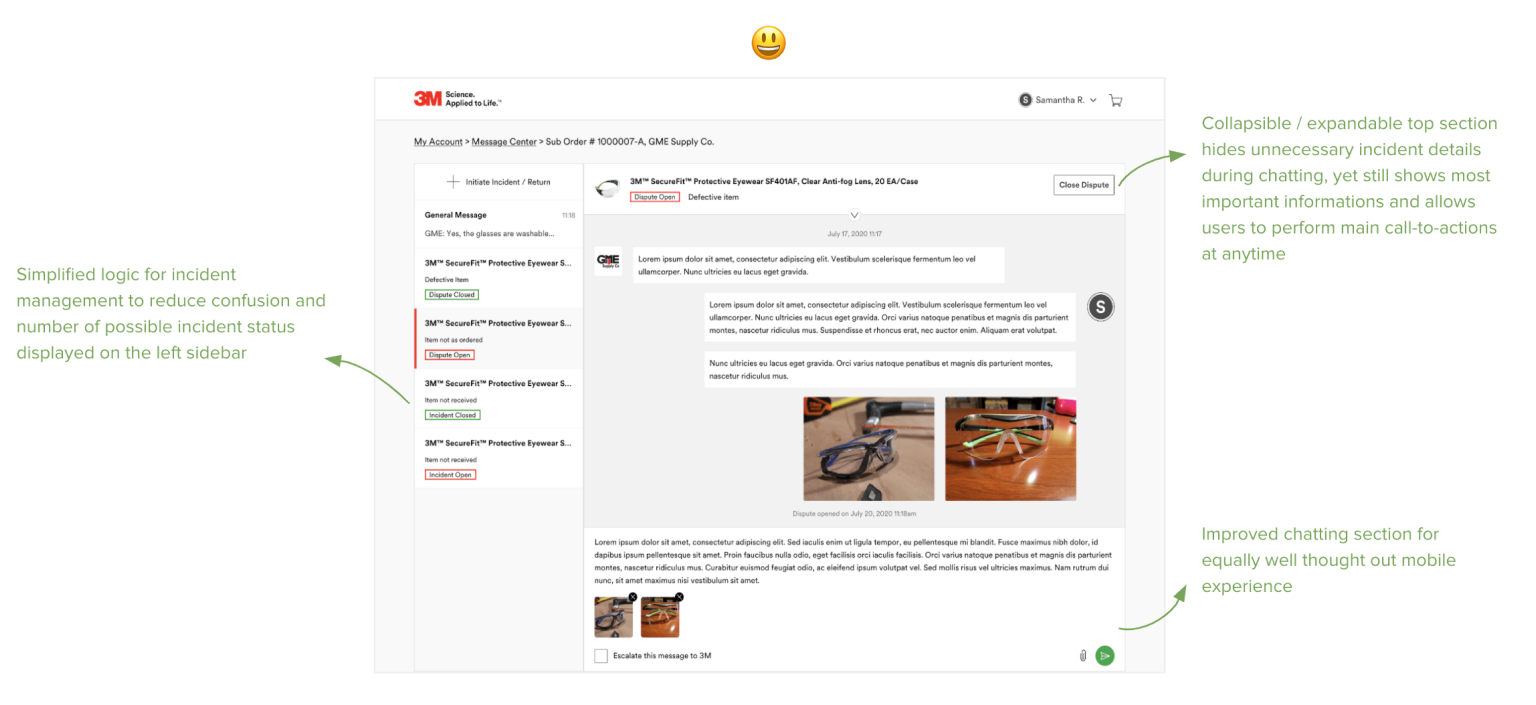 3M Science.
Applied to Life.™
S Samantha R.
My Account > Message Center > Sub Order # 1000007-A, GME Supply Co.
Initiate Incident / Return
General Message 11:18
GME: Yes, the glasses are washable...
3M™ SecureFit™ Protective Eyewear S...
Defective Item
Dispute Closed
3M™ SecureFit™ Protective Eyewear S...
Item not as ordered
Dispute Open
3M™ SecureFit™ Protective Eyewear S...
Item not received
Incident Closed
3M™ SecureFit™ Protective Eyewear S...
Item not received
Incident Open
3M™ SecureFit™ Protective Eyewear SF401AF, Clear Anti-fog Lens, 20 EA/Case
Dispute Open Defective item
Close Dispute
July 17, 2020 11:17
GME
Supply Co
Lorem ipsum dolor sit amet, consectetur adipiscing elit. Vestibulum scelerisque fermentum leo vel
ullamcorper. Nunc ultricies eu lacus eget gravida.
S
Lorem ipsum dolor sit amet, consectetur adipiscing elit. Vestibulum scelerisque fermentum leo vel
ullamcorper. Nunc ultricies eu lacus eget gravida. Orci varius natoque penatibus et magnis dis parturient
montes, nascetur ridiculus mus. Suspendisse et rhoncus erat, nec auctor enim. Aliquam erat volutpat.
Nunc ultricies eu lacus eget gravida. Orci varius natoque penatibus et magnis dis parturient montes,
nascetur ridiculus mus.
Dispute opened on July 20, 2020 11:18am
Lorem ipsum dolor sit amet, consectetur adipiscing elit. Sed iaculis enim ut ligula tempor, eu pellentesque mi blandit. Fusce maximus nibh dolor, id
dapibus ipsum pellentesque sit amet. Proin faucibus nulla odio, eget facilisis orci iaculis facilisis. Orci varius natoque penatibus et magnis dis parturient
montes, nascetur ridiculus mus. Curabitur euismod feugiat odio, ac eleifend ipsum volutpat vel. Sed mollis risus vel ultricies maximus. Nam rutrum dui
nunc, sit amet maximus nisi vestibulum sit amet.
Escalate this message to 3M
Simplified logic for incident
management to reduce confusion and
number of possible incident status
displayed on the left sidebar
Collapsible / expandable top section
hides unnecessary incident details
during chatting, yet still shows most
important informations and allows
users to perform main call-to-actions
at anytime
Improved chatting section for
equally well thought out mobile
experience